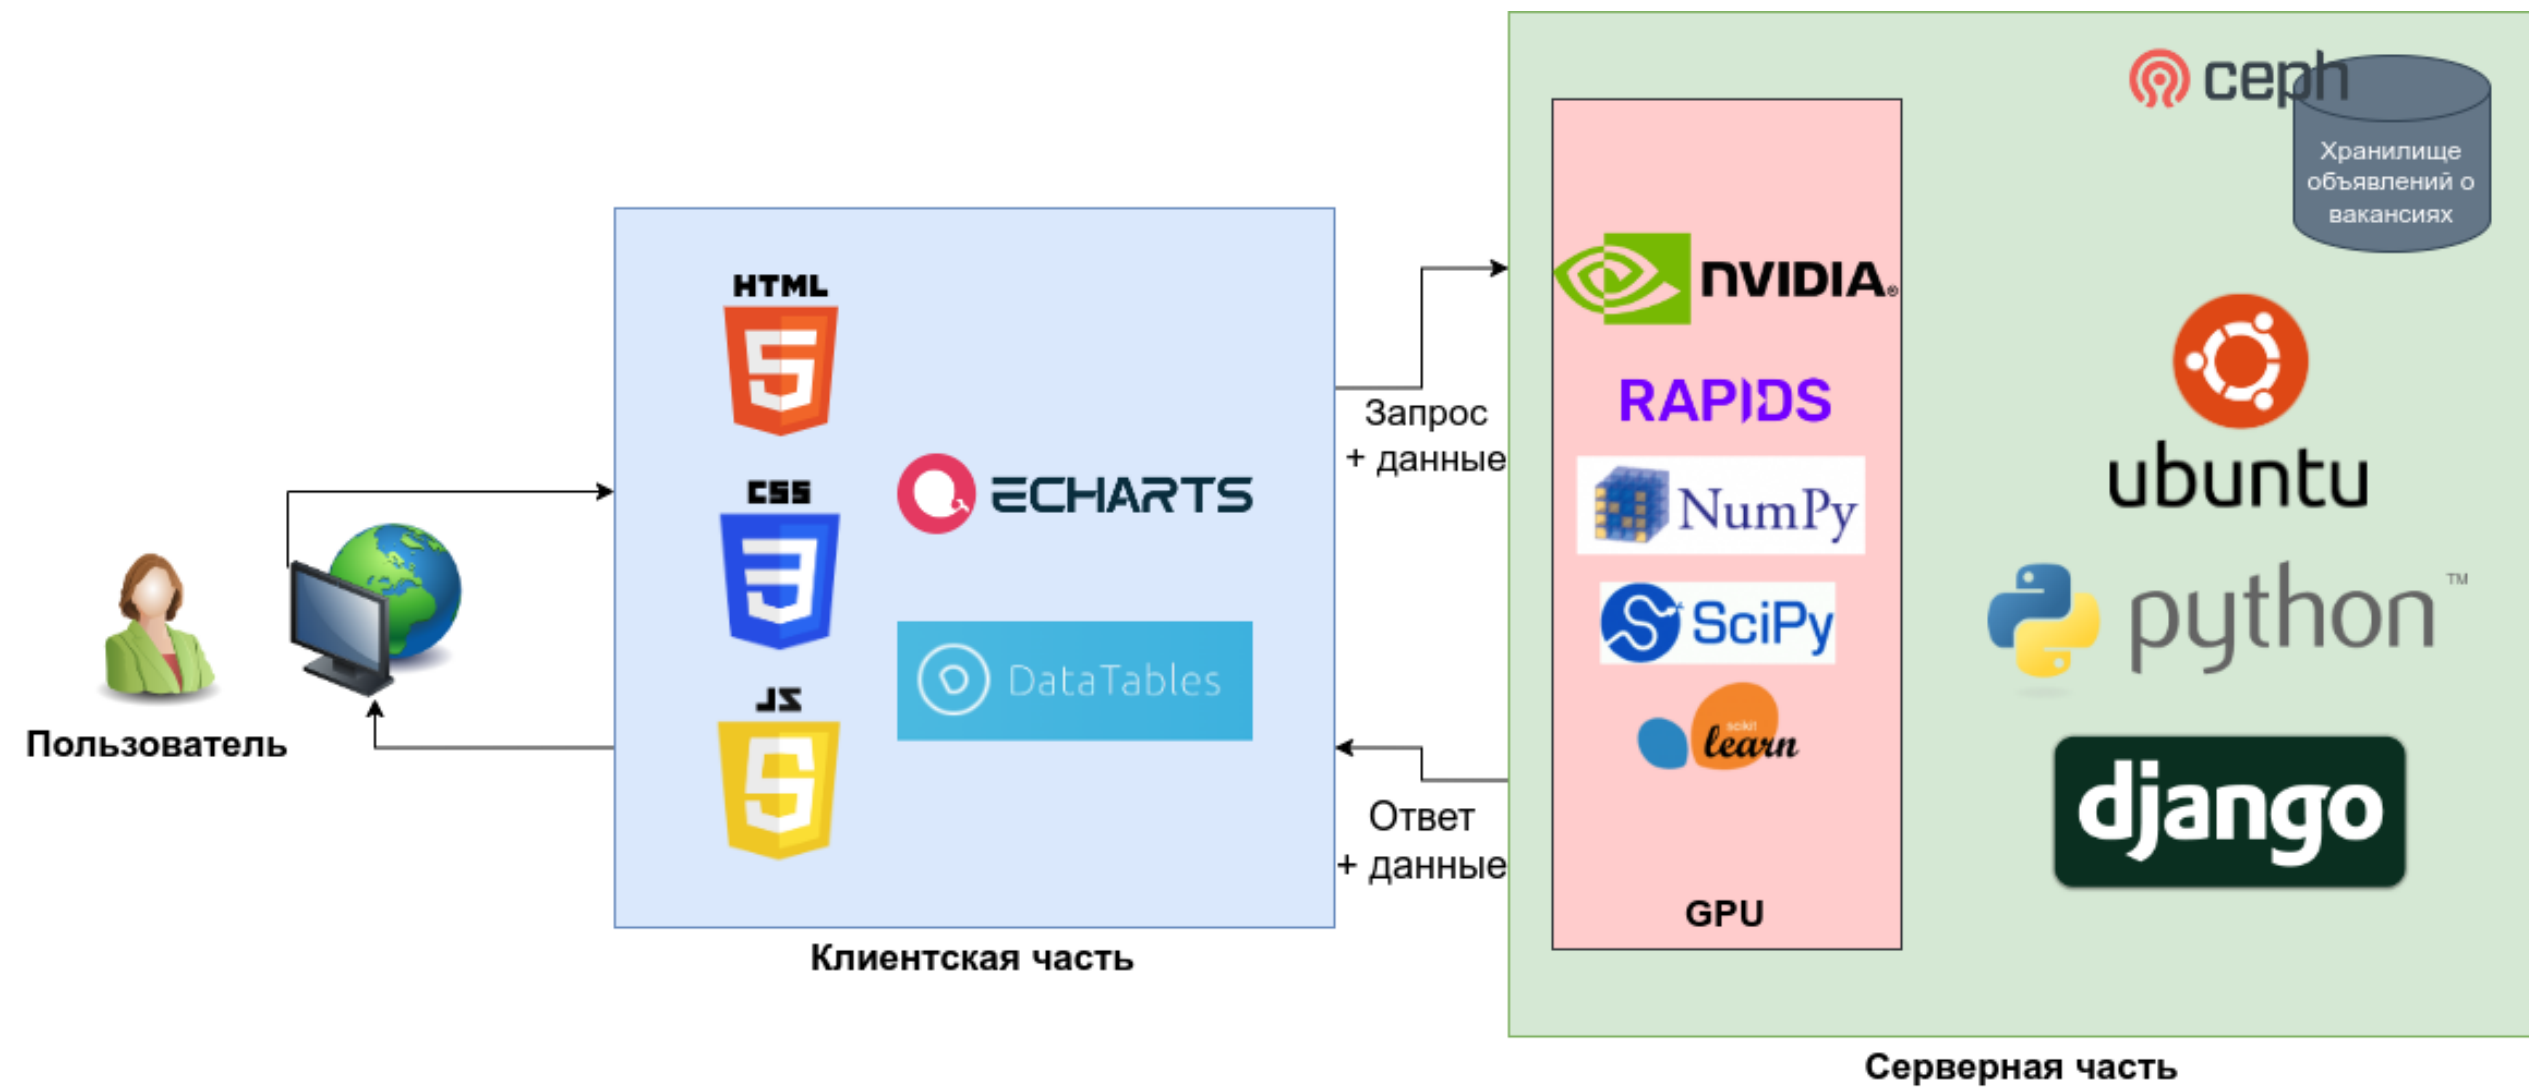 Пользователь
HTML
CSS
JS
ECHARTS
DataTables
Клиентская часть
Запрос
+ данные
Ответ
+ данные
NVIDIA®
RAPIDS
NumPy
SciPy
scikit
learn
GPU
ceph
Хранилище
объявлений о
вакансиях
ubuntu
python™
django
Серверная часть